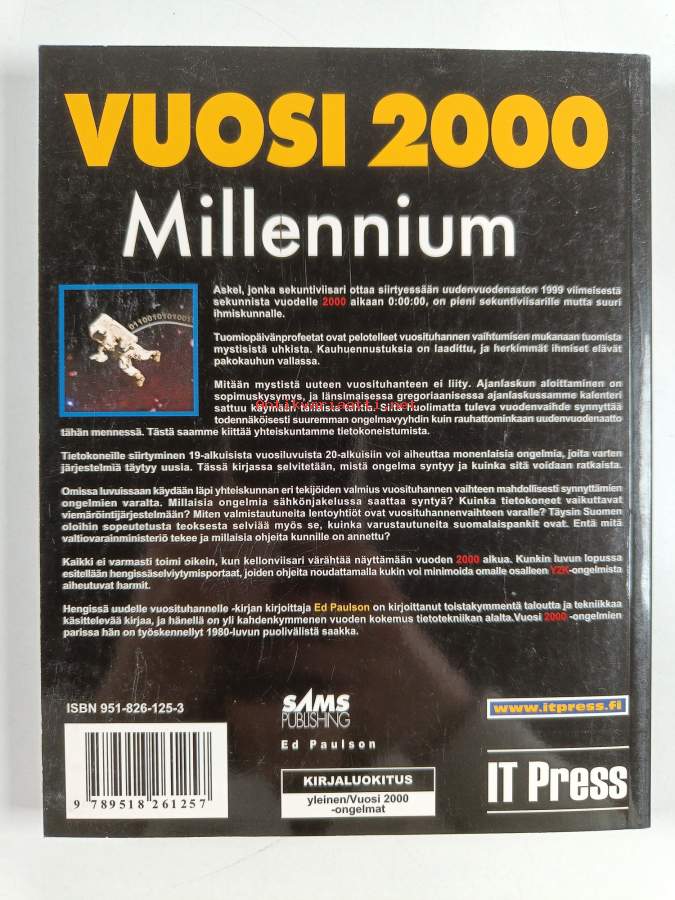 VUOSI 2000
Millennium
011001010010
Askel, jonka sekuntiviisari ottaa siirtyessään uudenvuodenaaton 1999 viimeisestä
sekunnista vuodelle 2000 aikaan 0:00:00, on pieni sekuntiviisarille mutta suuri
ihmiskunnalle.
Tuomiopäivänprofeetat ovat pelotelleet vuosituhannen vaihtumisen mukanaan tuomista
mystisistä uhkista. Kauhuennustuksia on laadittu, ja herkimmät ihmiset elävät
pakokauhun vallassa.
Mitään mystistä uuteen vuosituhanteen ei liity. Ajanlaskun aloittaminen on
sopimuskysymys, ja länsimaisessa gregoriaanisessa ajanlaskussamme kalenteri
sattu käymään tällaista tahtia. Siitä huolimatta tuleva vuodenvaihde synnyttää
todennäköisesti suuremman ongelmavyyhdin kuin rauhattominkaan uudenvuodenaatto
tähän mennessä. Tästä saamme kiittää yhteiskuntamme tietokoneistumista.
Tietokoneille siirtyminen 19-alkuisista vuosiluvuista 20-alkuisiin voi aiheuttaa monenlaisia ongelmia, joita varten
järjestelmiä täytyy uusia. Tässä kirjassa selvitetään, mistä ongelma syntyy ja kuinka sitä voidaan ratkaista.
Omissa luvuissaan käydään läpi yhteiskunnan eri tekijöiden valmius vuosituhannen vaihteen mahdollisesti synnyttämien
ongelmien varalta. Millaisia ongelmia sähkönjakelussa saattaa syntyä? Kuinka tietokoneet vaikuttavat
viemäröintijärjestelmään? Miten valmistautuneita lentoyhtiöt ovat vuosituhannenvaihteen varalle? Täysin Suomen
oloihin sopeutetusta teoksesta selviää myös se, kuinka varustautuneita suomalaispankit ovat. Entä mitä
valtiovarainministeriö tekee ja millaisia ohjeita kunnille on annettu?
Kaikki ei varmasti toimi oikein, kun kellonviisari värähtää näyttämään vuoden 2000 alkua. Kunkin luvun lopussa
esitellään hengissäselviytymisportaat, joiden ohjeita noudattamalla kukin voi minimoida omalle osalleen Y2K-ongelmista
aiheutuvat harmit.
Hengissä uudelle vuosituhannelle -kirjan kirjoittaja Ed Paulson on kirjoittanut toistakymmentä taloutta ja tekniikkaa
käsittelevää kirjaa, ja hänellä on yli kahdenkymmenen vuoden kokemus tietotekniikan alalta.Vuosi 2000 -ongelmien
parissa hän on työskennellyt 1980-luvun puolivälistä saakka.
ISBN 951-826-125-3
SAMS
PUBLISHING
Ed Paulson
www.itpress.fi
KIRJALUOKITUS
yleinen/Vuosi 2000
-ongelmat
IT Press
9 789518 261257